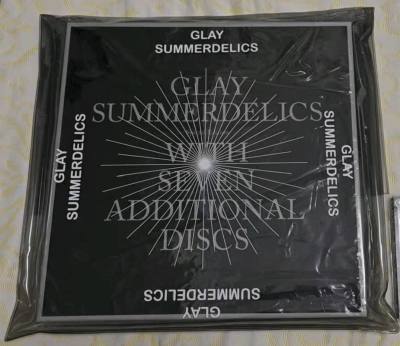 GLAY
SUMMERDELICS
GLAY
SUMMERDELICS
WITH
SEVEN
ADDITIONAL
DISCS
GLAY
SUMMERDELICS
GLAY
SUMMERDELICS
GLAY
SUMMERDELICS